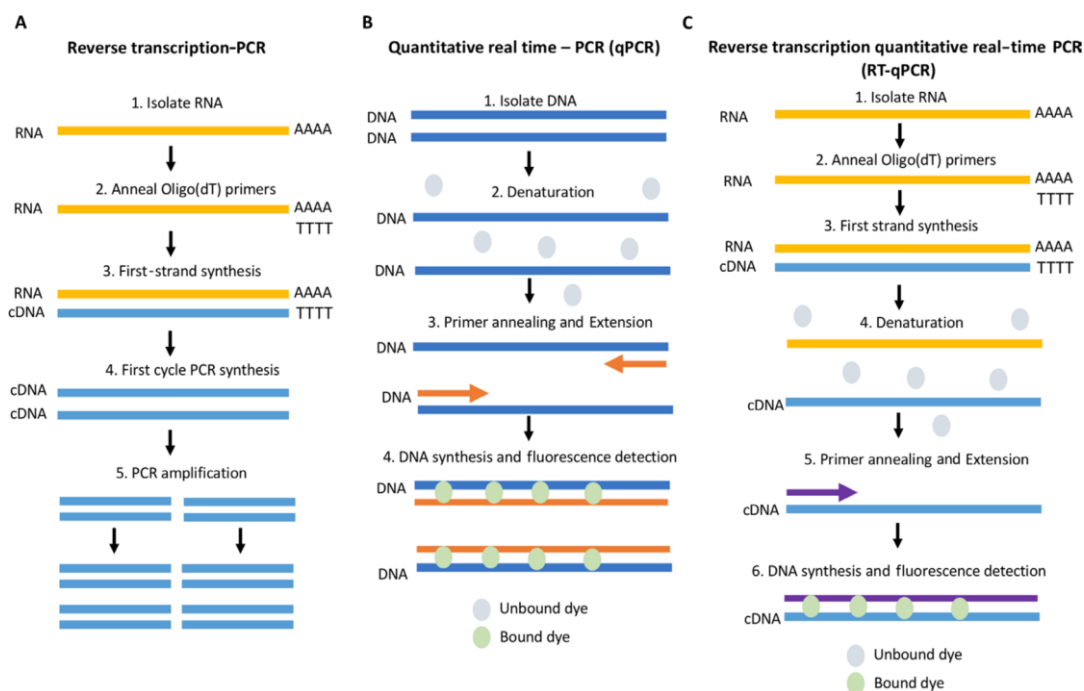 A
Reverse transcription–PCR
1. Isolate RNA
RNA
AAAA
2. Anneal Oligo(dT) primers
RNA
AAAA
TTTT
3. First-strand synthesis
RNA
AAAA
cDNA
TTTT
4. First cycle PCR synthesis
cDNA
cDNA
5. PCR amplification
B
Quantitative real time – PCR (qPCR)
1. Isolate DNA
DNA
DNA
2. Denaturation
DNA
DNA
3. Primer annealing and Extension
DNA
DNA
4. DNA synthesis and fluorescence detection
DNA
DNA
Unbound dye
Bound dye
C
Reverse transcription quantitative real–time PCR
(RT-qPCR)
1. Isolate RNA
RNA
AAAA
2. Anneal Oligo(dT) primers
RNA
AAAA
TTTT
3. First strand synthesis
RNA
AAAA
cDNA
TTTT
4. Denaturation
cDNA
5. Primer annealing and Extension
cDNA
6. DNA synthesis and fluorescence detection
cDNA
Unbound dye
Bound dye